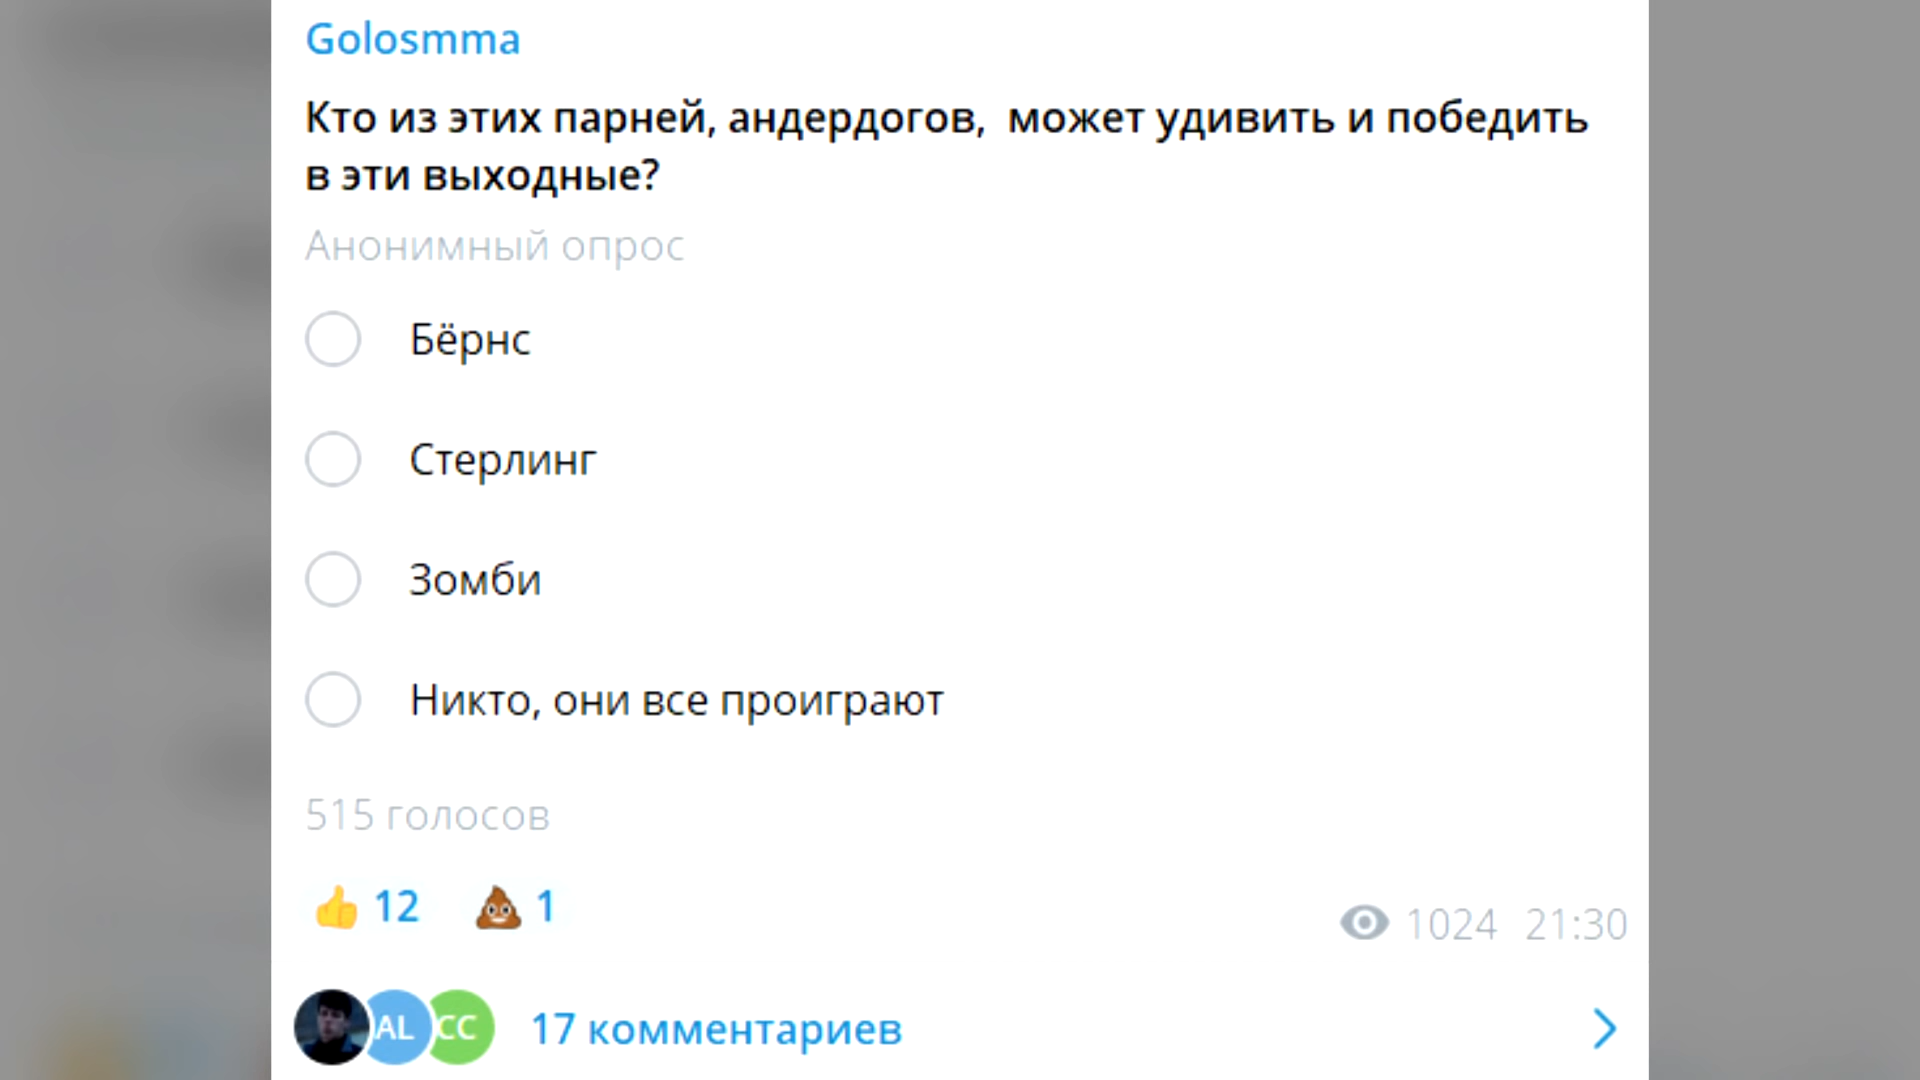 Golosmma
Кто из этих парней, андердогов,  может удивить и победить
в эти выходные?
Анонимный опрос
Бёрнс
Стерлинг
Зомби
Никто, они все проиграют
515 голосов
👍 12 💩 1
1024 21:30
AL CC 17 комментариев